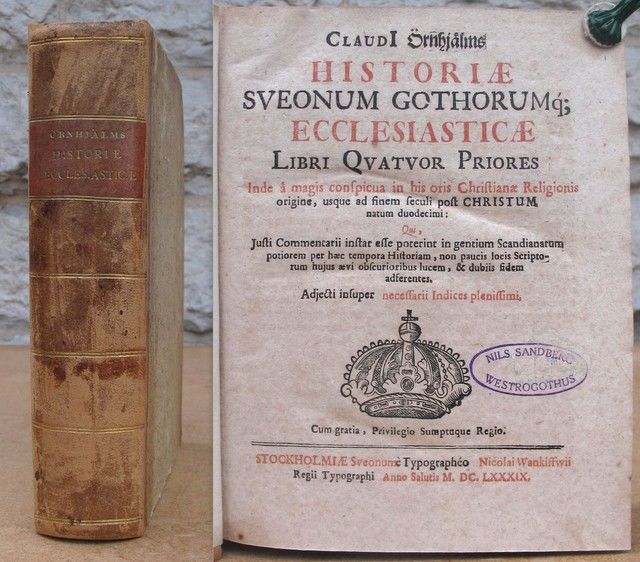 ÖRNHJÄLMS
HISTORIÆ
ECCLESIASTICÆ
CLAUDI Örnhjälms
HISTORIÆ
SVEONUM GOTHORUMq́;
ECCLESIASTICÆ
LIBRI QVATVOR PRIORES
Inde â magis conſpicua in his oris Chriſtianæ Religionis
origine, usque ad finem ſeculi poſt CHRISTUM
natum duodecimi:
Qui,
Juſti Commentarii inſtar eſſe poterint in gentium Scandianarum
potiorem per hæc tempora Hiſtoriam, non paucis locis Scripto-
rum hujus ævi obſcurioribus lucem, & dubiis fidem
adferentes.
Adjecti inſuper neceſſarii Indices pleniſſimi.
NILS SANDBERG
WESTROGOTHUS
Cum gratia, Privilegio Sumptuque Regio.
STOCKHOLMIÆ Sveonum è Typographéo Nicolai Wankiffwii
Regii Typographi Anno Salutis M. DC. LXXXIX.